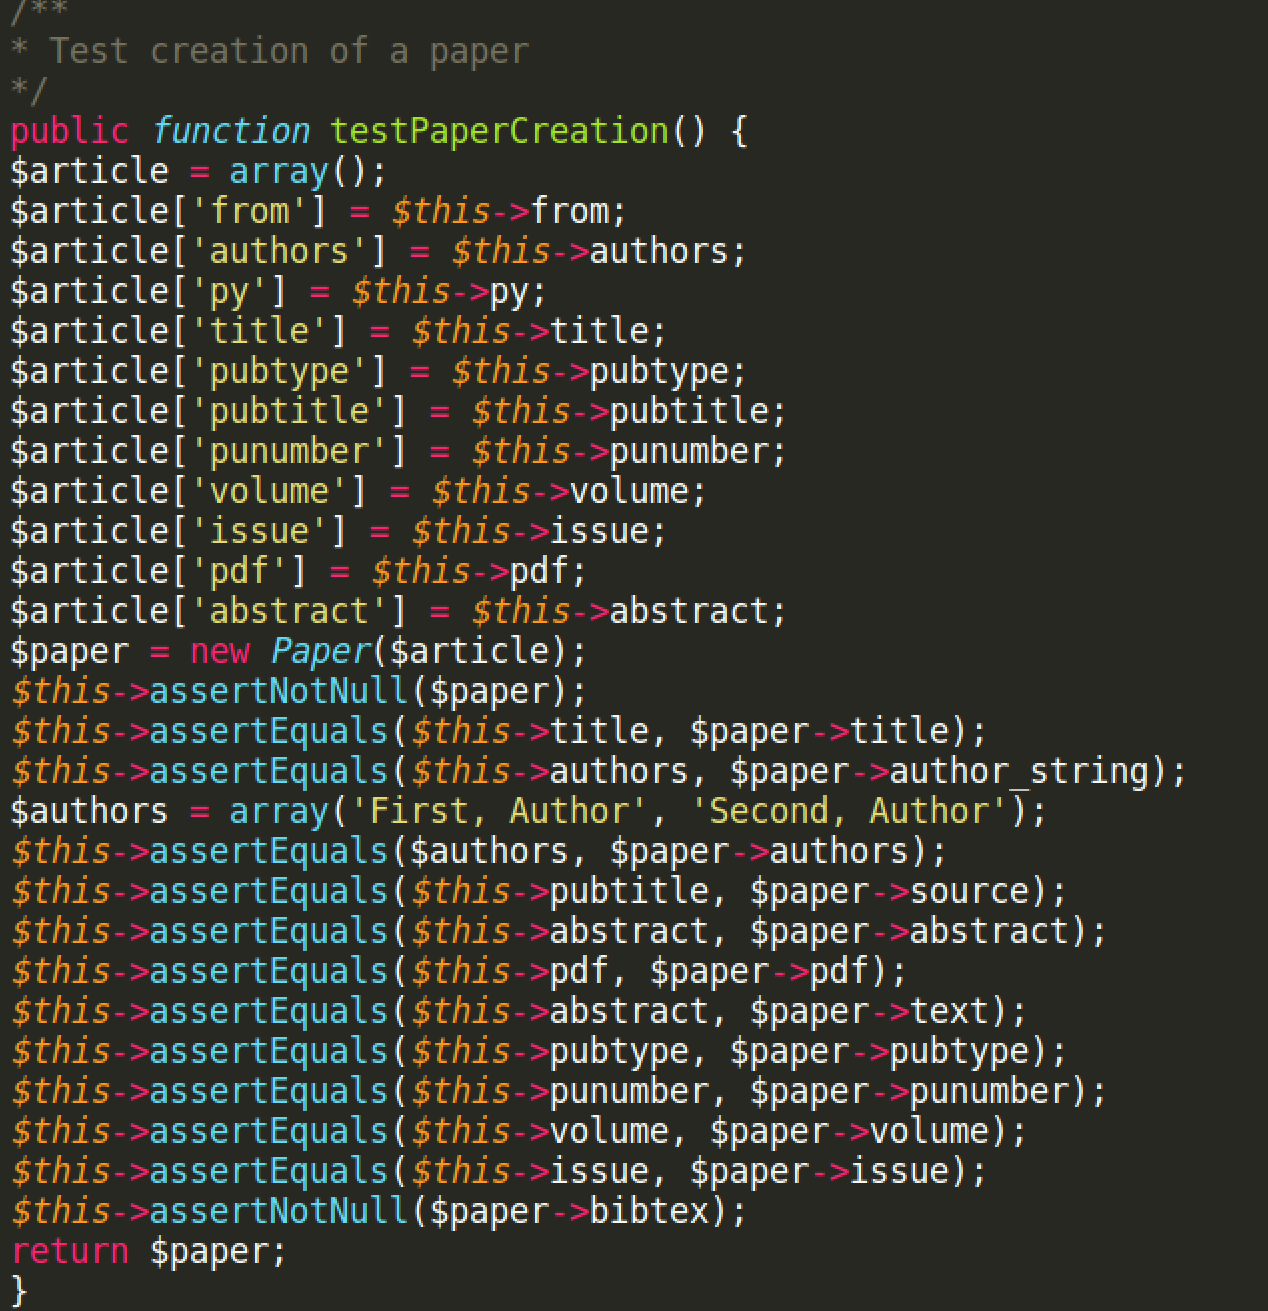 /**
* Test creation of a paper
*/
public function testPaperCreation() {
$article = array();
$article['from'] = $this->from;
$article['authors'] = $this->authors;
$article['py'] = $this->py;
$article['title'] = $this->title;
$article['pubtype'] = $this->pubtype;
$article['pubtitle'] = $this->pubtitle;
$article['punumber'] = $this->punumber;
$article['volume'] = $this->volume;
$article['issue'] = $this->issue;
$article['pdf'] = $this->pdf;
$article['abstract'] = $this->abstract;
$paper = new Paper($article);
$this->assertNotNull($paper);
$this->assertEquals($this->title, $paper->title);
$this->assertEquals($this->authors, $paper->author_string);
$authors = array('First, Author', 'Second, Author');
$this->assertEquals($authors, $paper->authors);
$this->assertEquals($this->pubtitle, $paper->source);
$this->assertEquals($this->abstract, $paper->abstract);
$this->assertEquals($this->pdf, $paper->pdf);
$this->assertEquals($this->abstract, $paper->text);
$this->assertEquals($this->pubtype, $paper->pubtype);
$this->assertEquals($this->punumber, $paper->punumber);
$this->assertEquals($this->volume, $paper->volume);
$this->assertEquals($this->issue, $paper->issue);
$this->assertNotNull($paper->bibtex);
return $paper;
}